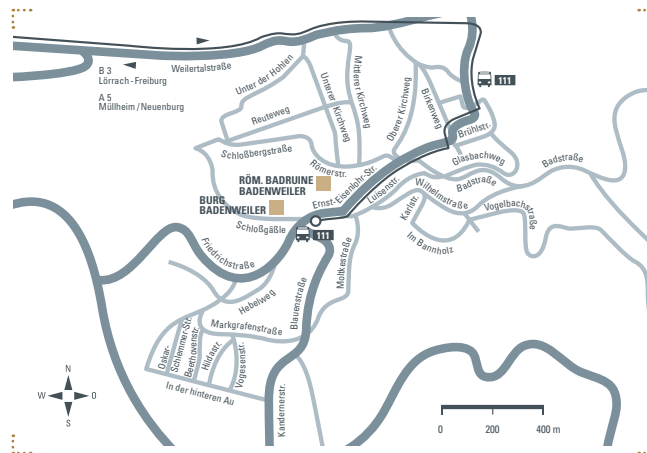 B 3
Lörrach - Freiburg
A 5
Müllheim / Neuenburg
Weilertalstraße
Unter der Hohlen
Reuteweg
Unterer Kirchweg
Mittlerer Kirchweg
Oberer Kirchweg
Birkenweg
111
Brühlstr.
Glasbachweg
Schloßbergstraße
Römerstr.
RÖM. BADRUINE
BADENWEILER
BURG
BADENWEILER
Ernst-Eisenlohr-Str.
Luisenstr.
Wilhelmstraße
Badstraße
Badstraße
Karlstr.
Vogelbachstraße
Im Bannholz
Schloßgäßle
111
Friedrichstraße
Moltkestraße
Hebelweg
Blauenstraße
Markgrafenstraße
Oskar-
Schlemmer-Str.
Beethovenstr.
Hildastr.
Vogesenstr.
In der hinteren Au
Kandernerstr.
N
W
O
S
0 200 400 m